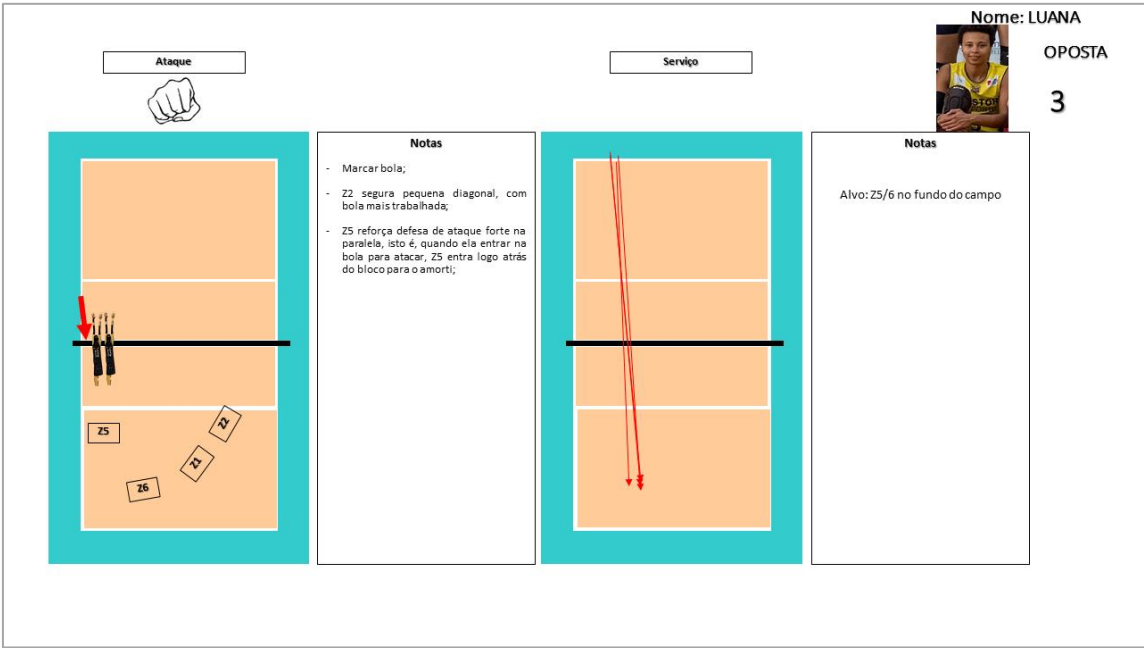 Nome: LUANA
OPOSTA
3
Ataque
Serviço
Notas
- Marcar bola;
- Z2 segura pequena diagonal, com
bola mais trabalhada;
- Z5 reforça defesa de ataque forte na
paralela, isto é, quando ela entrar na
bola para atacar, Z5 entra logo atrás
do bloco para o amorti;
Notas
Alvo: Z5/6 no fundo do campo
Z5
Z2
Z1
Z6